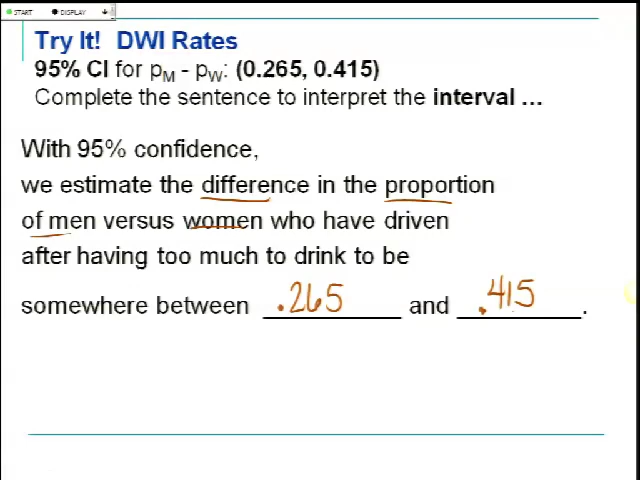 START DISPLAY
Try It! DWI Rates
95% CI for pM - pW: (0.265, 0.415)
Complete the sentence to interpret the interval ...
With 95% confidence,
we estimate the difference in the proportion
of men versus women who have driven
after having too much to drink to be
somewhere between .265 and .415.